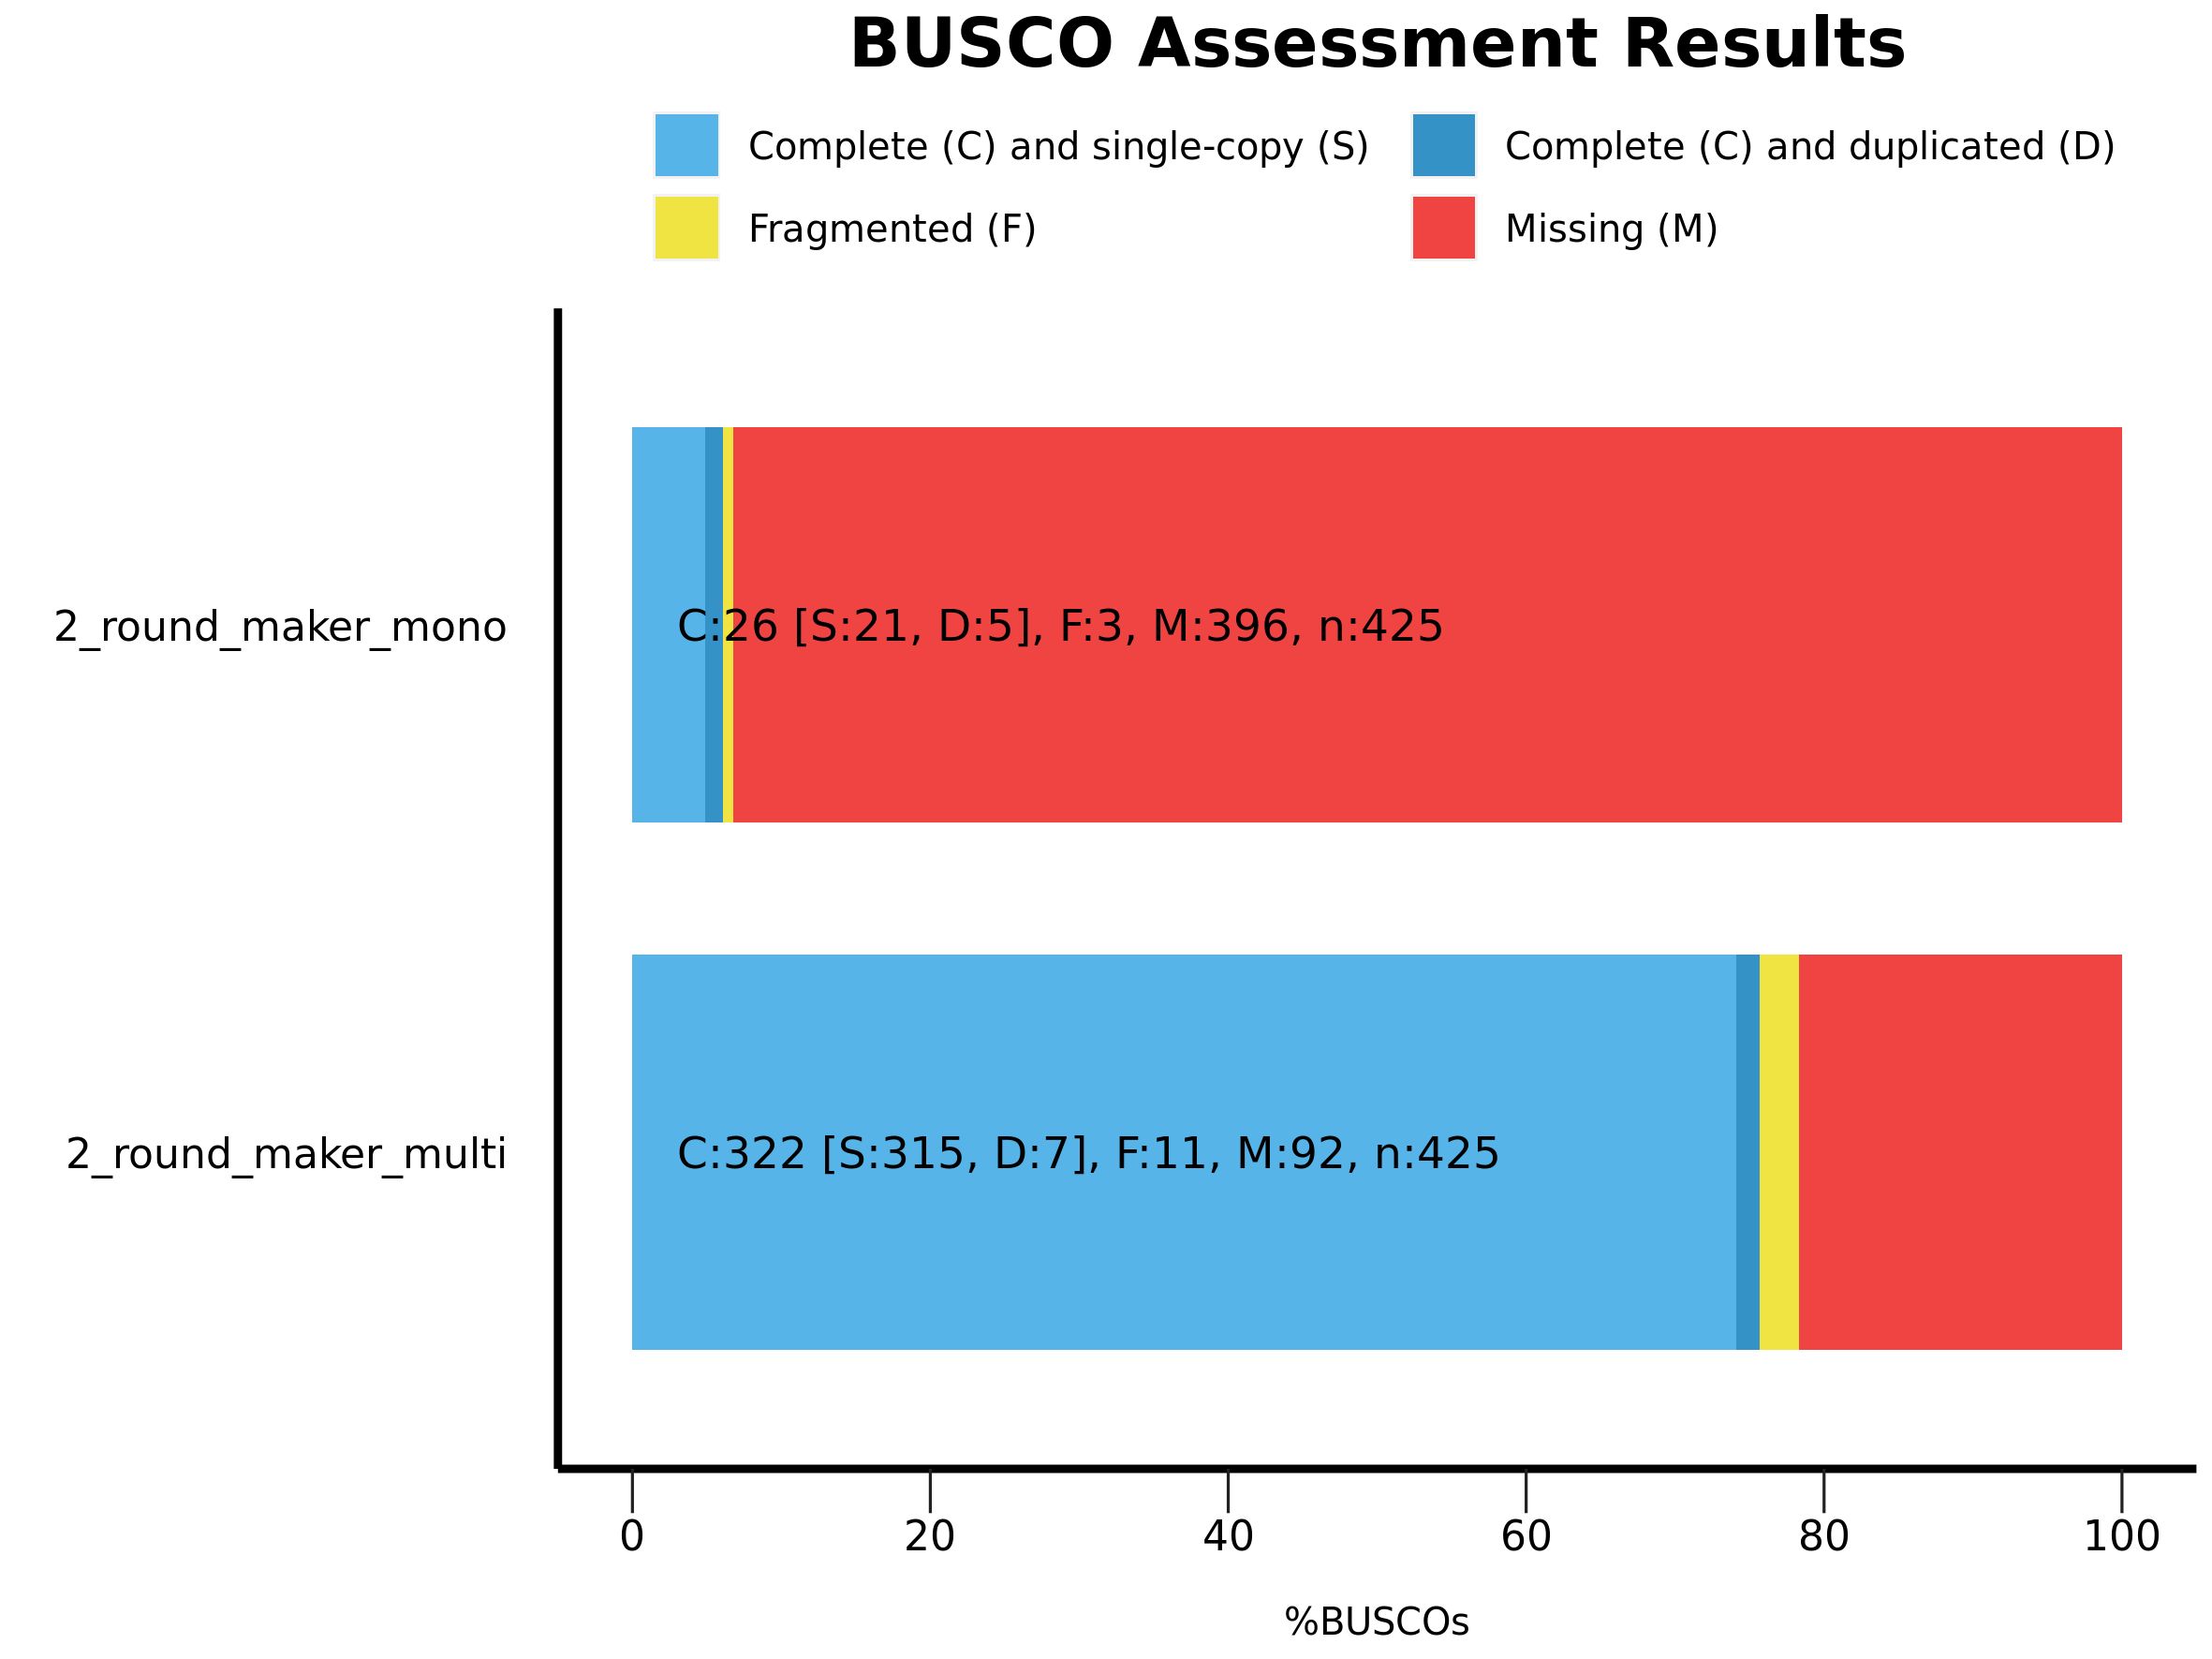 BUSCO Assessment Results
Complete (C) and single-copy (S)
Complete (C) and duplicated (D)
Fragmented (F)
Missing (M)
2_round_maker_mono
C:26 [S:21, D:5], F:3, M:396, n:425
2_round_maker_multi
C:322 [S:315, D:7], F:11, M:92, n:425
0 20 40 60 80 100
%BUSCOs